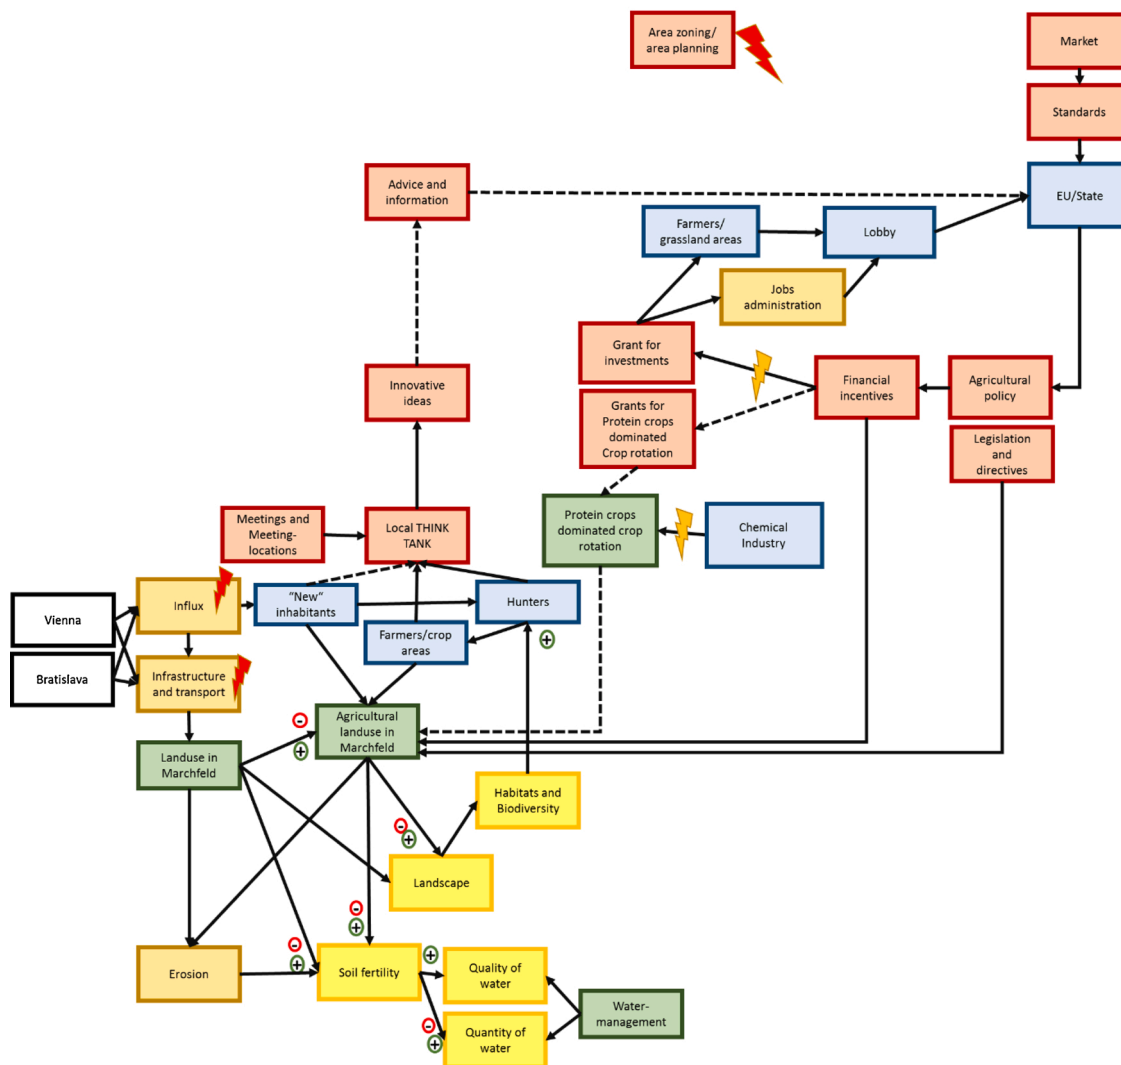 Area zoning/
area planning
Market
Standards
Advice and
information
EU/State
Farmers/
grassland areas
Lobby
Jobs
administration
Grant for
investments
Innovative
ideas
Financial
incentives
Agricultural
policy
Grants for
Protein crops
dominated
Crop rotation
Legislation
and
directives
Meetings and
Meeting-
locations
Local THINK
TANK
Protein crops
dominated crop
rotation
Chemical
Industry
Vienna
Influx
"New"
inhabitants
Hunters
+
Farmers/crop
areas
Bratislava
Infrastructure
and transport
-
+
Agricultural
landuse in
Marchfeld
Landuse in
Marchfeld
Habitats and
Biodiversity
-
+
Landscape
-
+
-
+
Erosion
Soil fertility
+
Quality of
water
Water-
management
-
+
Quantity of
water